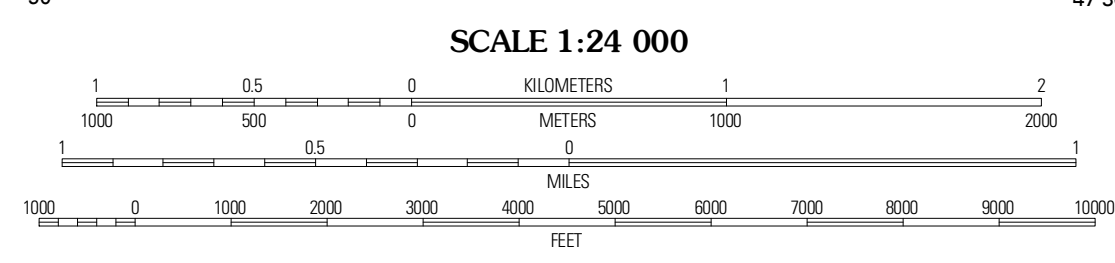 SCALE 1:24 000
1 0.5 0 KILOMETERS 1 2
1000 500 0 METERS 1000 2000
1 0.5 0 1
MILES
1000 0 1000 2000 3000 4000 5000 6000 7000 8000 9000 10000
FEET